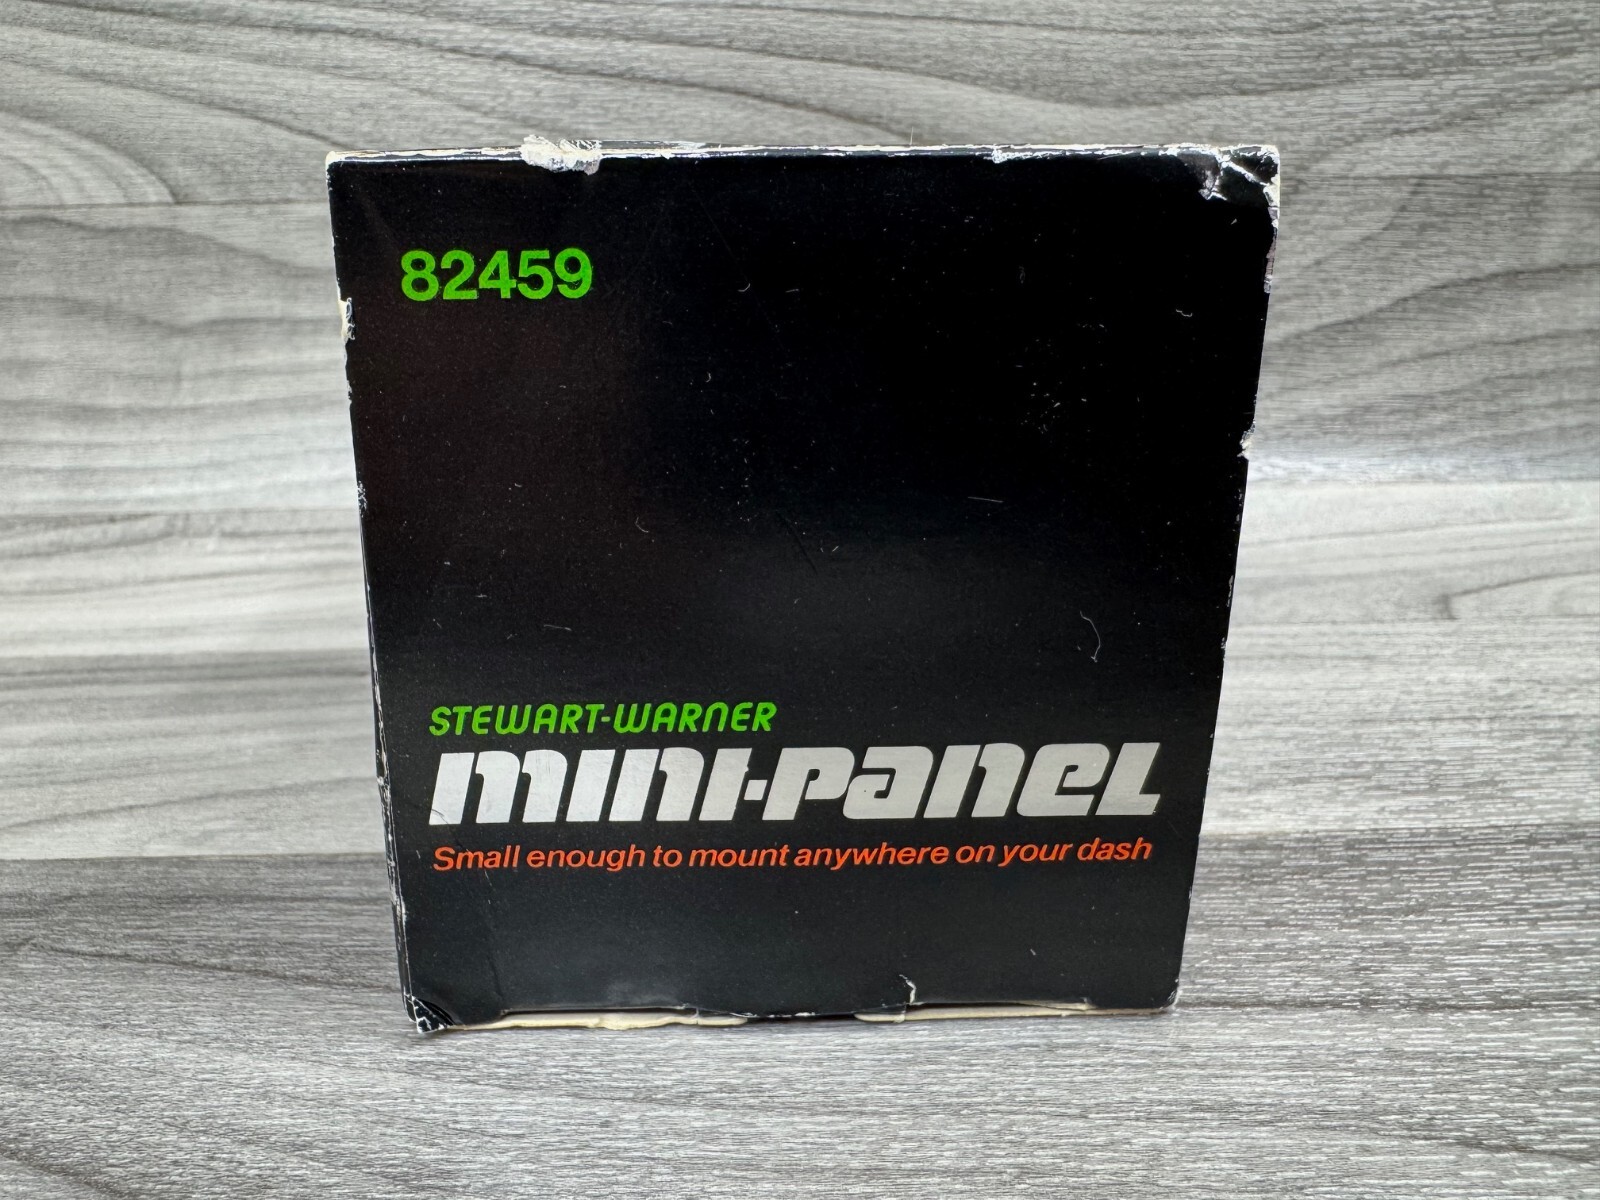 82459
STEWART-WARNER
mini-panel
Small enough to mount anywhere on your dash